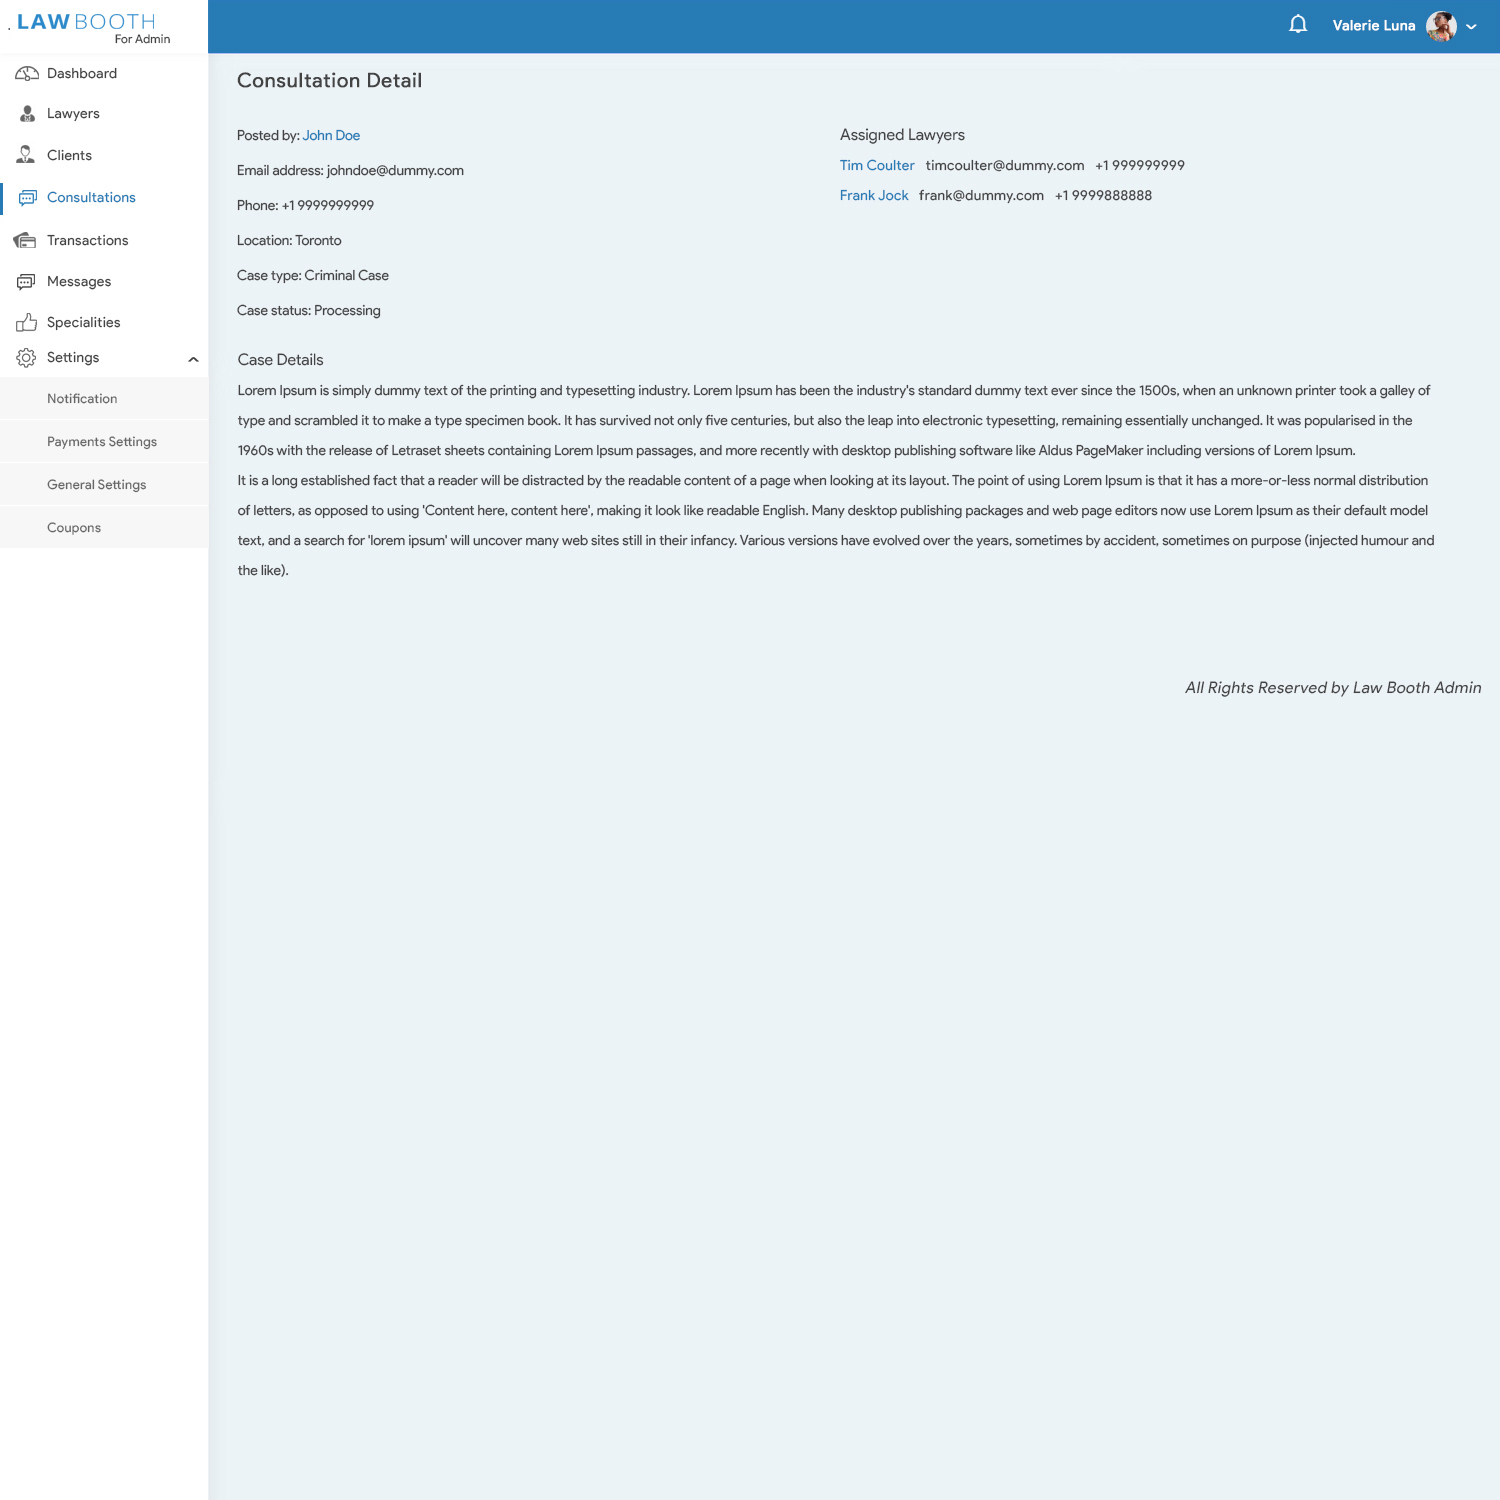 . LAW BOOTH
For Admin
Valerie Luna
Dashboard
Lawyers
Clients
Consultations
Transactions
Messages
Specialities
Settings
Notification
Payments Settings
General Settings
Coupons
Consultation Detail
Posted by: John Doe
Email address: johndoe@dummy.com
Phone: +1 9999999999
Location: Toronto
Case type: Criminal Case
Case status: Processing
Assigned Lawyers
Tim Coulter timcoulter@dummy.com +1 999999999
Frank Jock frank@dummy.com +1 9999888888
Case Details
Lorem Ipsum is simply dummy text of the printing and typesetting industry. Lorem Ipsum has been the industry's standard dummy text ever since the 1500s, when an unknown printer took a galley of
type and scrambled it to make a type specimen book. It has survived not only five centuries, but also the leap into electronic typesetting, remaining essentially unchanged. It was popularised in the
1960s with the release of Letraset sheets containing Lorem Ipsum passages, and more recently with desktop publishing software like Aldus PageMaker including versions of Lorem Ipsum.
It is a long established fact that a reader will be distracted by the readable content of a page when looking at its layout. The point of using Lorem Ipsum is that it has a more-or-less normal distribution
of letters, as opposed to using 'Content here, content here', making it look like readable English. Many desktop publishing packages and web page editors now use Lorem Ipsum as their default model
text, and a search for 'lorem ipsum' will uncover many web sites still in their infancy. Various versions have evolved over the years, sometimes by accident, sometimes on purpose (injected humour and
the like).
All Rights Reserved by Law Booth Admin